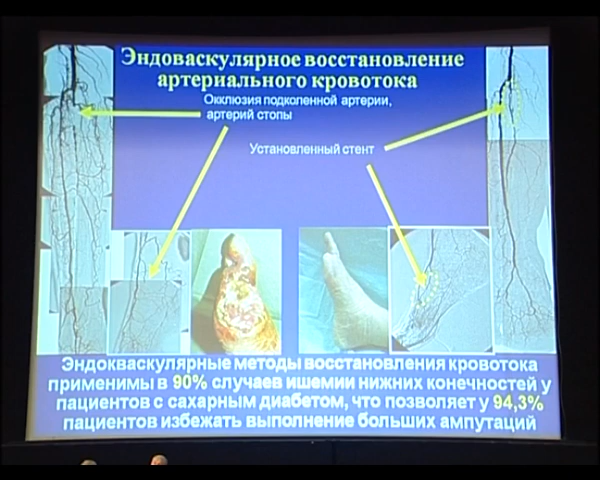 Эндоваскулярное восстановление
артериального кровотока
Окклюзия подколенной артерии,
артерий стопы
Установленный стент
Эндокваскулярные методы восстановления кровотока
применимы в 90% случаев ишемии нижних конечностей у
пациентов с сахарным диабетом, что позволяет у 94,3%
пациентов избежать выполнение больших ампутаций